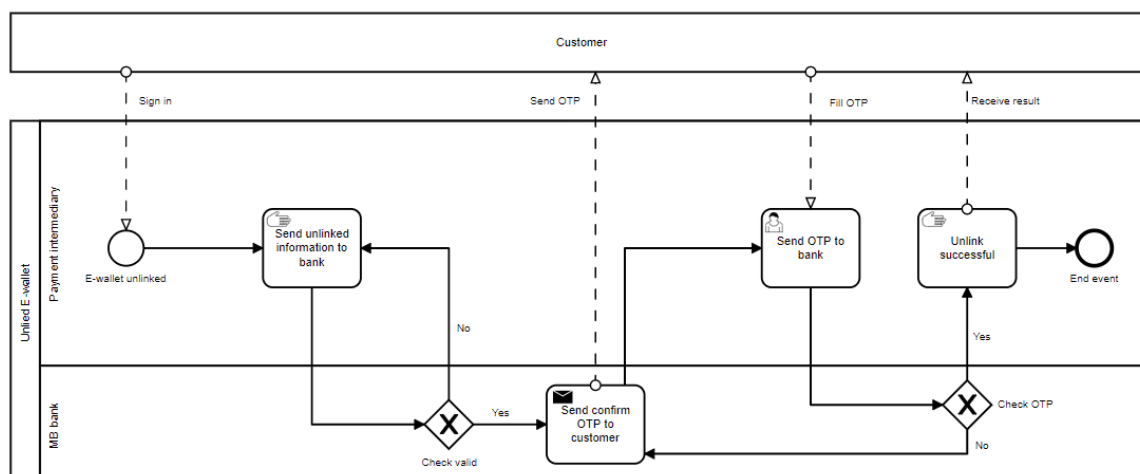 Customer
Sign in
Send OTP
Fill OTP
Receive result
Unlied E-wallet
Payment intermediary
Send unlinked
information to
bank
Send OTP to
bank
Unlink
successful
E-wallet unlinked
End event
No
Yes
MB bank
Yes
Send confirm
OTP to
customer
Check OTP
No
Check valid